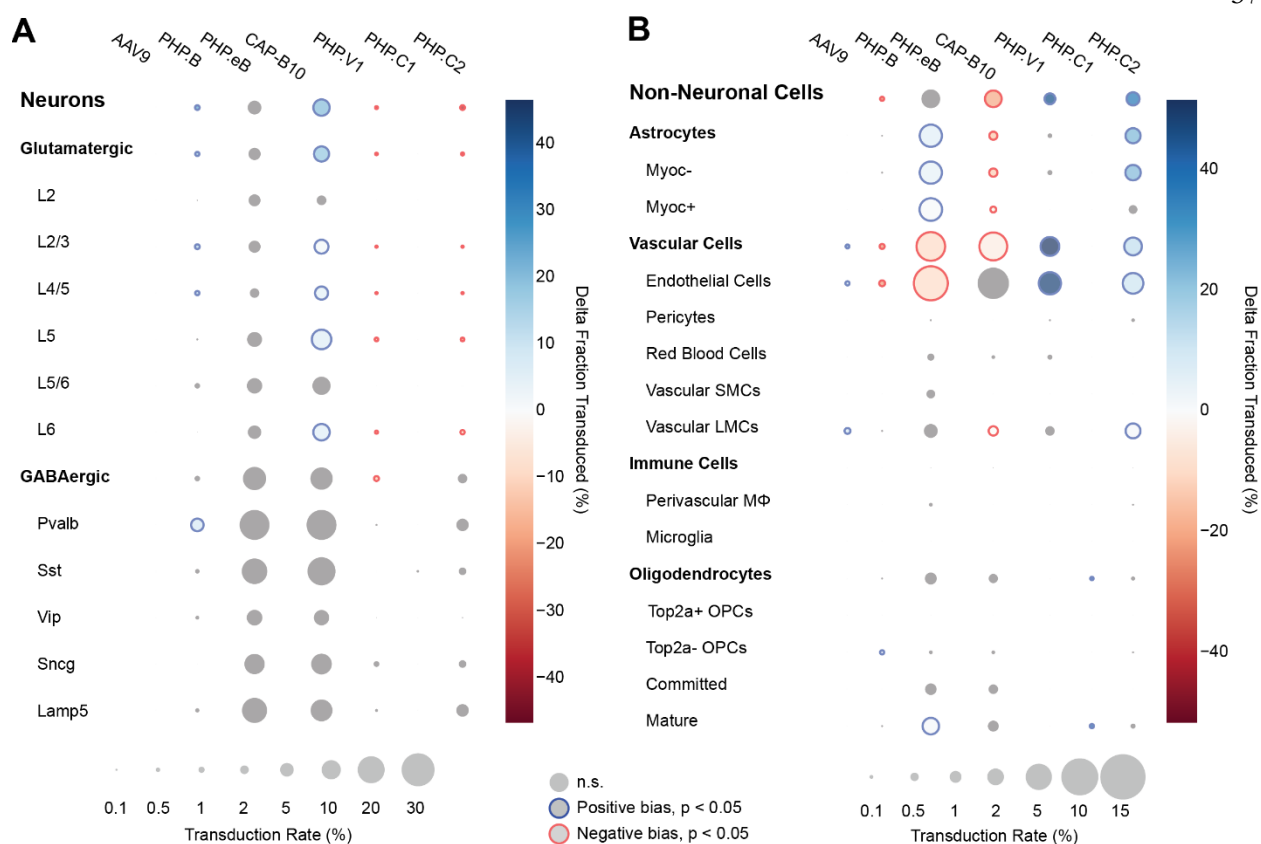 A
AAV9 PHP.B PHP.eB CAP-B10 PHP.V1 PHP.C1 PHP.C2
Neurons
Glutamatergic
L2
L2/3
L4/5
L5
L5/6
L6
GABAergic
Pvalb
Sst
Vip
Sncg
Lamp5
0.1 0.5 1 2 5 10 20 30
Transduction Rate (%)
40
30
20
10
0
−10
−20
−30
−40
Delta Fraction Transduced (%)
n.s.
Positive bias, p < 0.05
Negative bias, p < 0.05
B
AAV9 PHP.B PHP.eB CAP-B10 PHP.V1 PHP.C1 PHP.C2
Non-Neuronal Cells
Astrocytes
Myoc-
Myoc+
Vascular Cells
Endothelial Cells
Pericytes
Red Blood Cells
Vascular SMCs
Vascular LMCs
Immune Cells
Perivascular MΦ
Microglia
Oligodendrocytes
Top2a+ OPCs
Top2a- OPCs
Committed
Mature
0.1 0.5 1 2 5 10 15
Transduction Rate (%)
40
20
0
−20
−40
Delta Fraction Transduced (%)